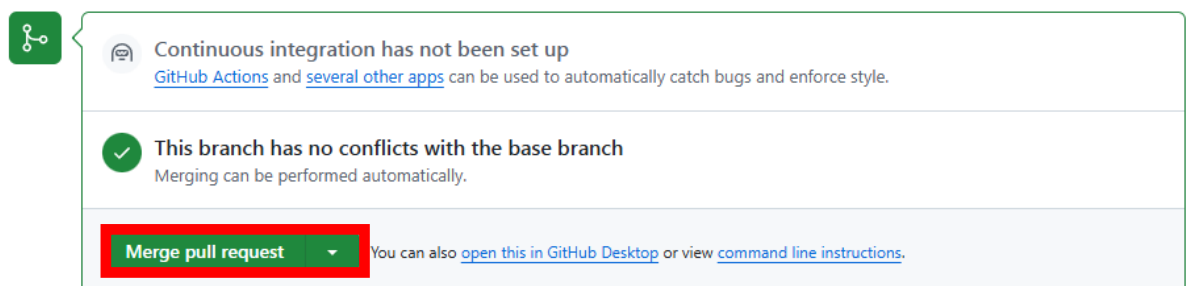 Continuous integration has not been set up
GitHub Actions and several other apps can be used to automatically catch bugs and enforce style.
This branch has no conflicts with the base branch
Merging can be performed automatically.
Merge pull request
You can also open this in GitHub Desktop or view command line instructions.